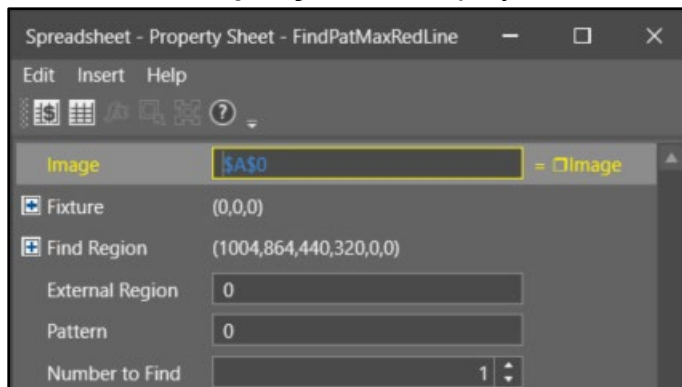 Spreadsheet - Property Sheet - FindPatMaxRedLine
Edit Insert Help
Image $A$0 = Image
Fixture (0,0,0)
Find Region (1004,864,440,320,0,0)
External Region 0
Pattern 0
Number to Find 1